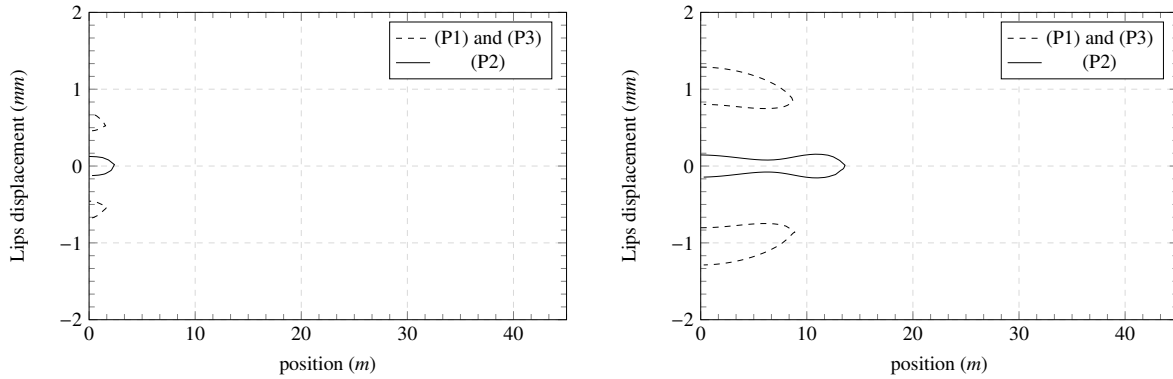 2
1
0
−1
−2
0
10
20
30
40
Lips displacement (mm)
position (m)
(P1) and (P3)
(P2)
2
1
0
−1
−2
0
10
20
30
40
Lips displacement (mm)
position (m)
(P1) and (P3)
(P2)